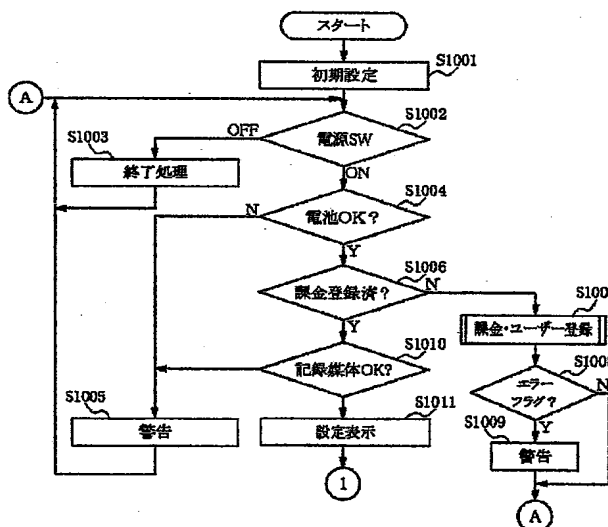 スタート
S1001
初期設定
A
S1002
電源SW
OFF
ON
S1003
終了処理
S1004
電池OK?
N
Y
S1006
課金登録済?
N
Y
S100
課金・ユーザー登録
S1010
記録媒体OK?
S1008
エラー
フラグ?
N
Y
S1005
警告
S1011
設定表示
S1009
警告
1
A